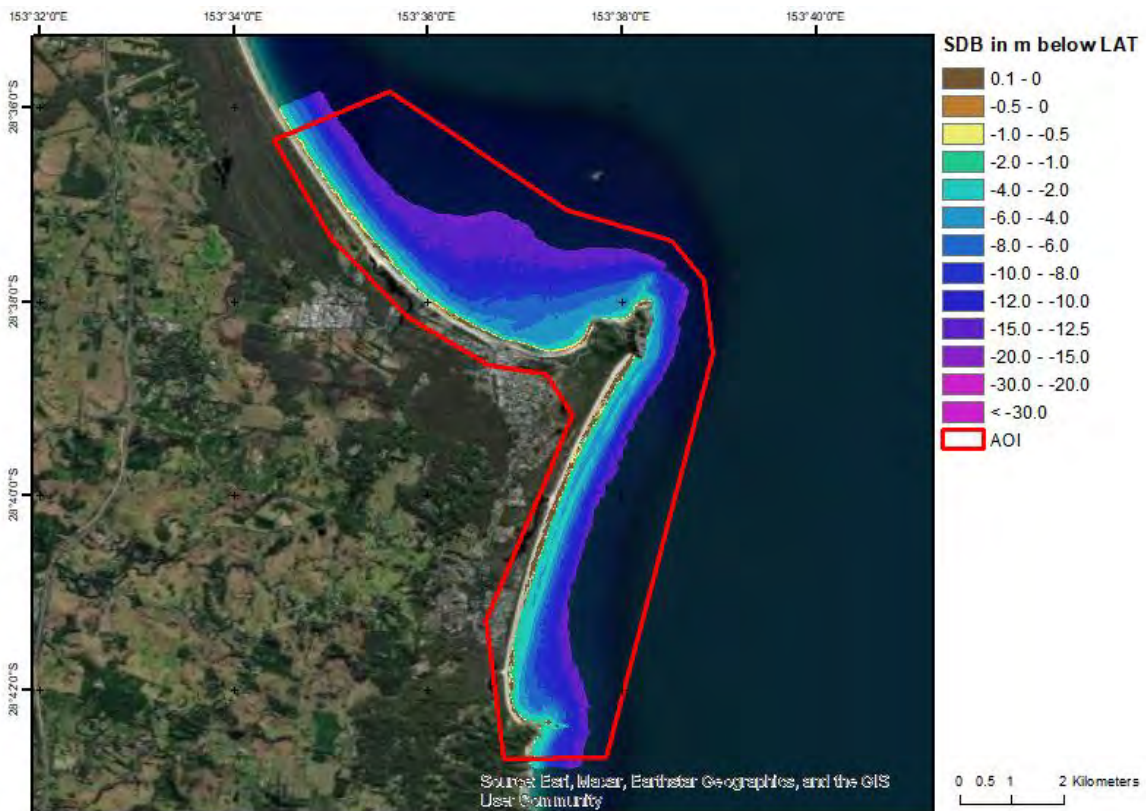 153°32'0"E 153°34'0"E 153°36'0"E 153°38'0"E 153°40'0"E
28°36'0"S
28°38'0"S
28°40'0"S
28°42'0"S
SDB in m below LAT
0.1 - 0
-0.5 - 0
-1.0 - -0.5
-2.0 - -1.0
-4.0 - -2.0
-6.0 - -4.0
-8.0 - -6.0
-10.0 - -8.0
-12.0 - -10.0
-15.0 - -12.5
-20.0 - -15.0
-30.0 - -20.0
< -30.0
AOI
Source: Esri, Maxar, Earthstar Geographics, and the GIS
User Community
0 0.5 1 2 Kilometers